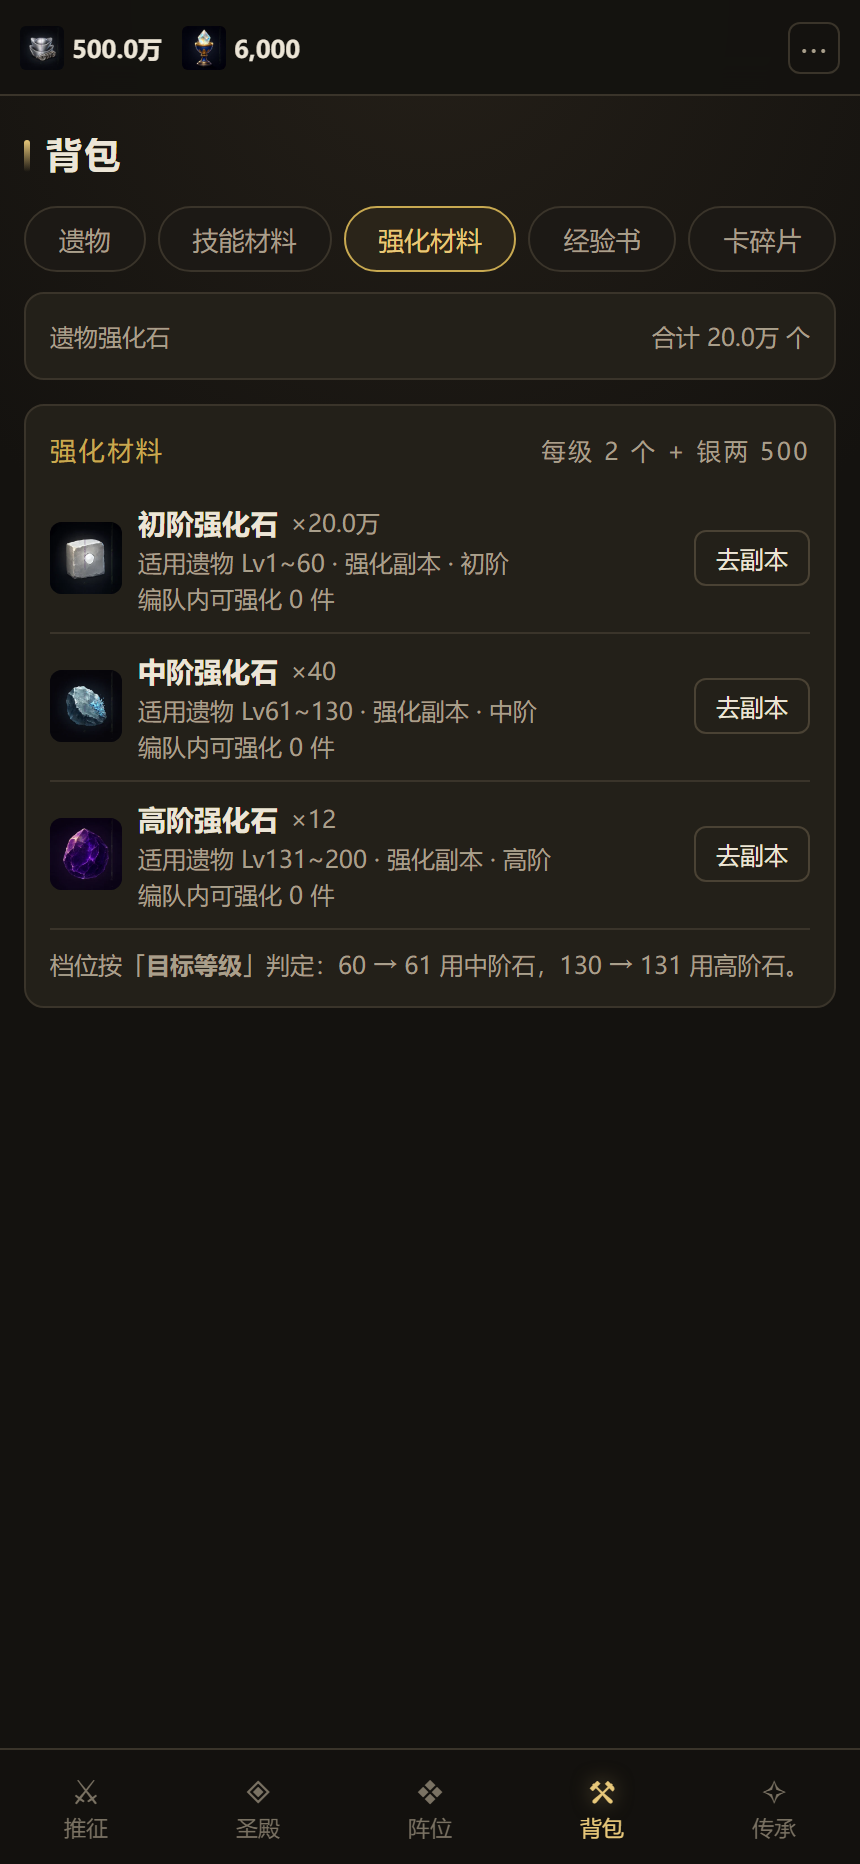 500.0万 6,000 ...
背包
遗物 技能材料 强化材料 经验书 卡碎片
遗物强化石 合计 20.0万 个
强化材料 每级 2 个 + 银两 500
初阶强化石 ×20.0万
适用遗物 Lv1~60 · 强化副本 · 初阶
编队内可强化 0 件
去副本
中阶强化石 ×40
适用遗物 Lv61~130 · 强化副本 · 中阶
编队内可强化 0 件
去副本
高阶强化石 ×12
适用遗物 Lv131~200 · 强化副本 · 高阶
编队内可强化 0 件
去副本
档位按「目标等级」判定：60 → 61 用中阶石，130 → 131 用高阶石。
推征 圣殿 阵位 背包 传承